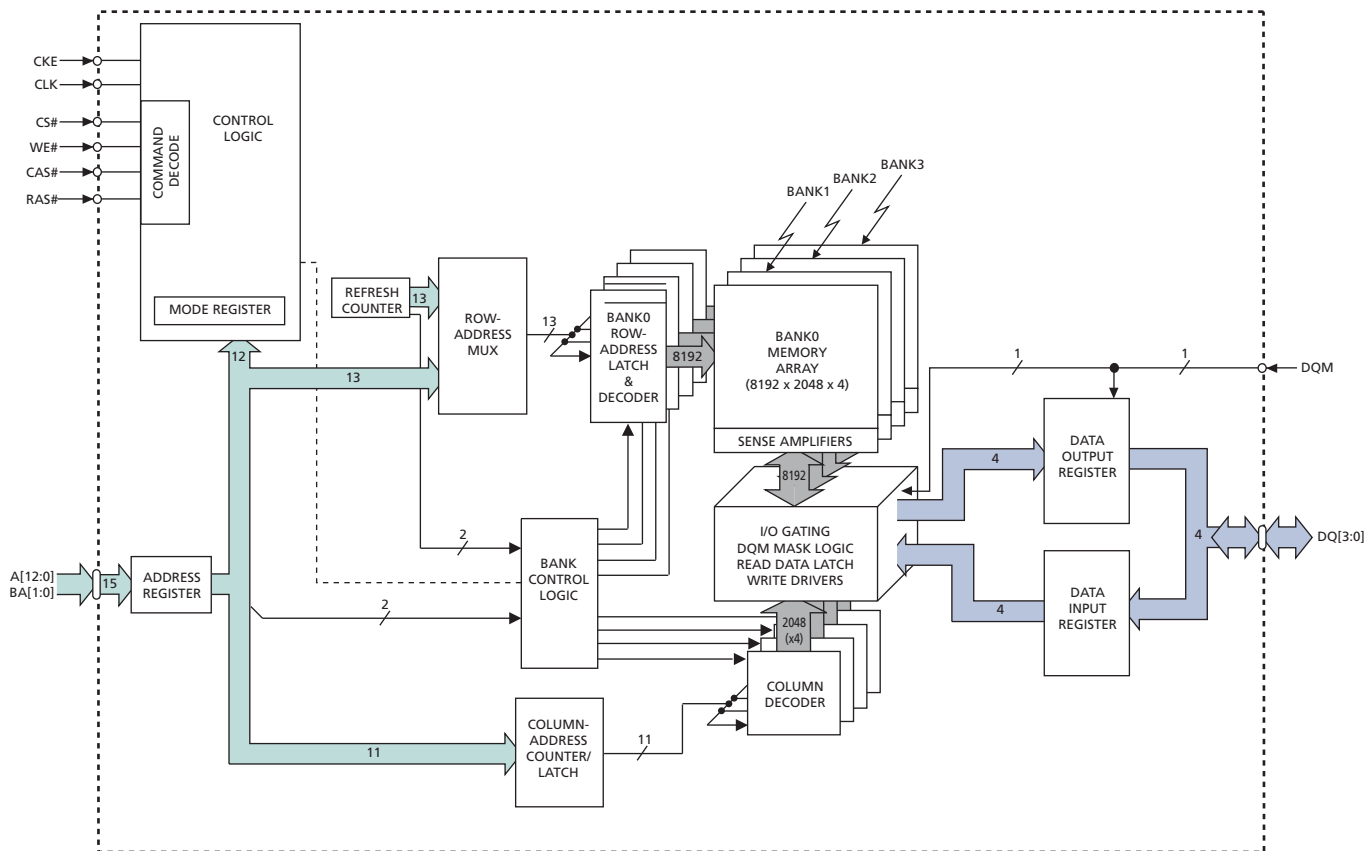 CKE
CLK
CS#
WE#
CAS#
RAS#
CONTROL
LOGIC
COMMAND
DECODE
MODE REGISTER
12
REFRESH
COUNTER
13
13
ROW-
ADDRESS
MUX
13
BANK0
ROW-
ADDRESS
LATCH
&
DECODER
8192
BANK1
BANK2
BANK3
BANK0
MEMORY
ARRAY
(8192 x 2048 x 4)
SENSE AMPLIFIERS
8192
I/O GATING
DQM MASK LOGIC
READ DATA LATCH
WRITE DRIVERS
2048
(x4)
COLUMN
DECODER
1
1
DQM
DATA
OUTPUT
REGISTER
4
4
DQ[3:0]
DATA
INPUT
REGISTER
4
A[12:0]
BA[1:0]
15
ADDRESS
REGISTER
2
2
BANK
CONTROL
LOGIC
11
COLUMN-
ADDRESS
COUNTER/
LATCH
11